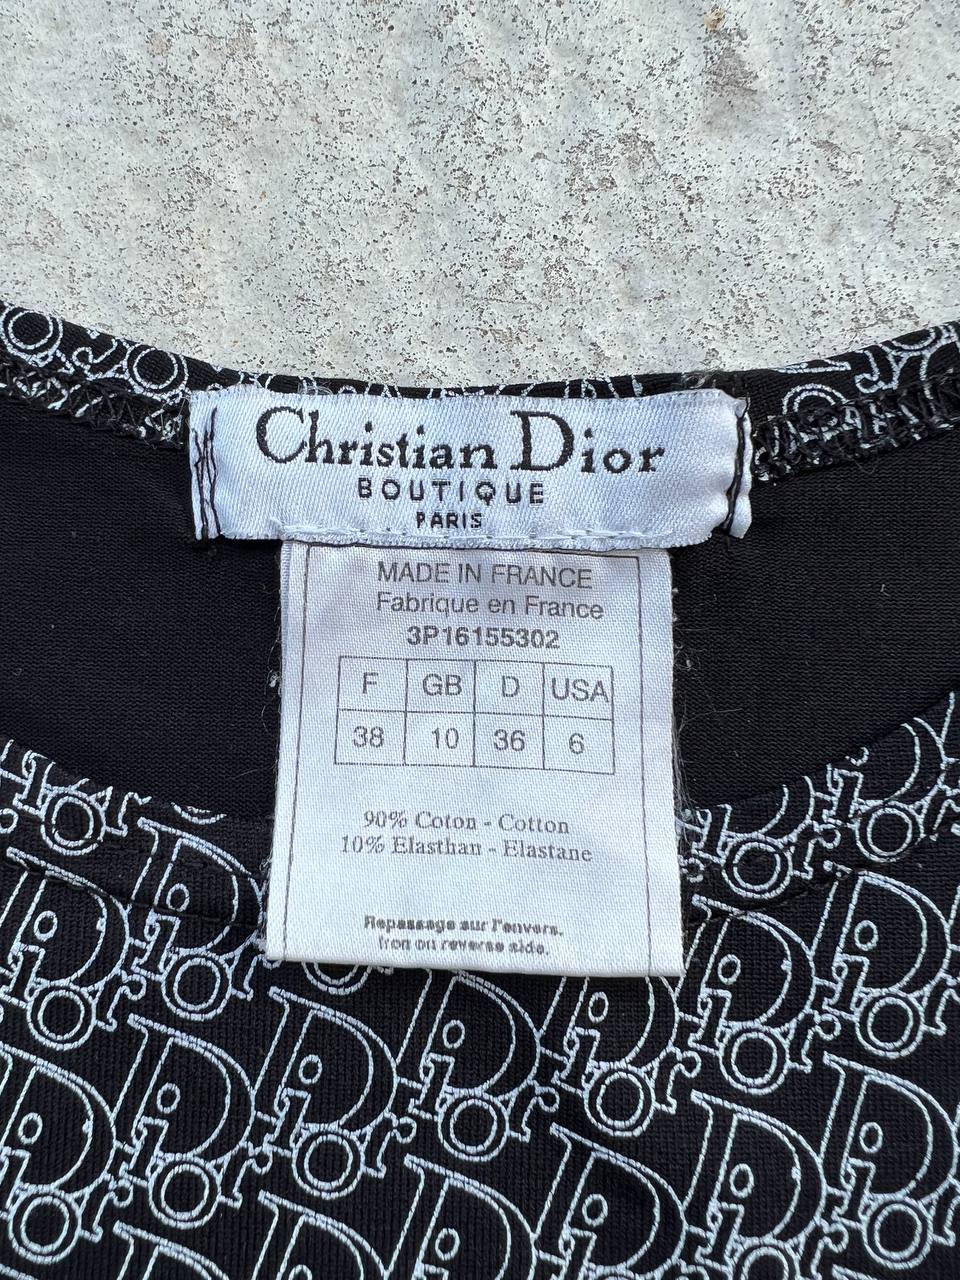 Christian Dior
BOUTIQUE
PARIS
MADE IN FRANCE
Fabrique en France
3P16155302
F GB D USA
38 10 36 6
90% Coton - Cotton
10% Elasthan - Elastane
Repassage sur l'envers.
Iron on reverse side.